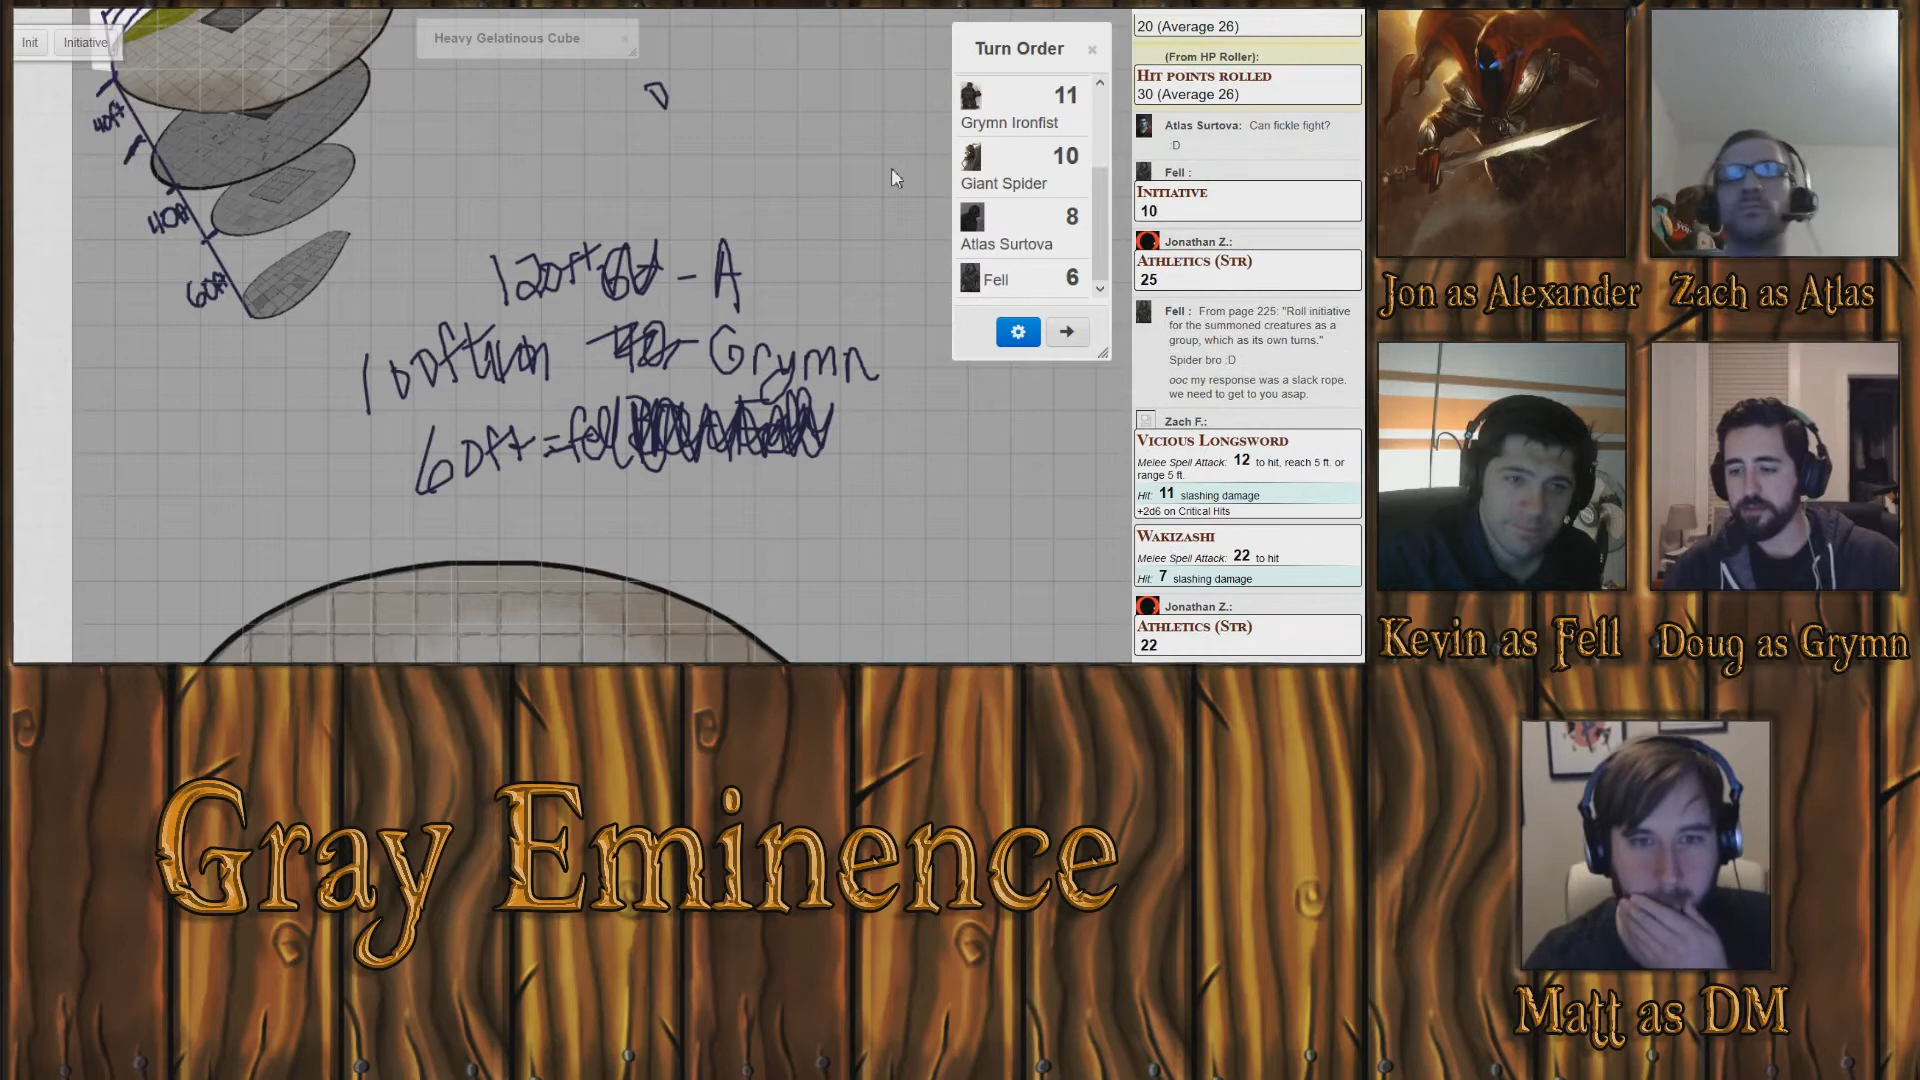 Init
Initiative
Heavy Gelatinous Cube
40ft
40ft
60ft
120ft - A
100ft - Grymn
60ft = fell
Turn Order
11
Grymn Ironfist
10
Giant Spider
8
Atlas Surtova
Fell 6
20 (Average 26)
(From HP Roller):
Hit points rolled
30 (Average 26)
Atlas Surtova: Can fickle fight?
:D
Fell :
Initiative
10
Jonathan Z.:
Athletics (Str)
25
Fell : From page 225: "Roll initiative
for the summoned creatures as a
group, which as its own turns."
Spider bro :D
ooc my response was a slack rope.
we need to get to you asap.
Zach F.:
Vicious Longsword
Melee Spell Attack: 12 to hit, reach 5 ft. or
range 5 ft.
Hit: 11 slashing damage
+2d6 on Critical Hits
Wakizashi
Melee Spell Attack: 22 to hit
Hit: 7 slashing damage
Jonathan Z.:
Athletics (Str)
22
Jon as Alexander
Zach as Atlas
Kevin as Fell
Doug as Grymn
Matt as DM
Gray Eminence